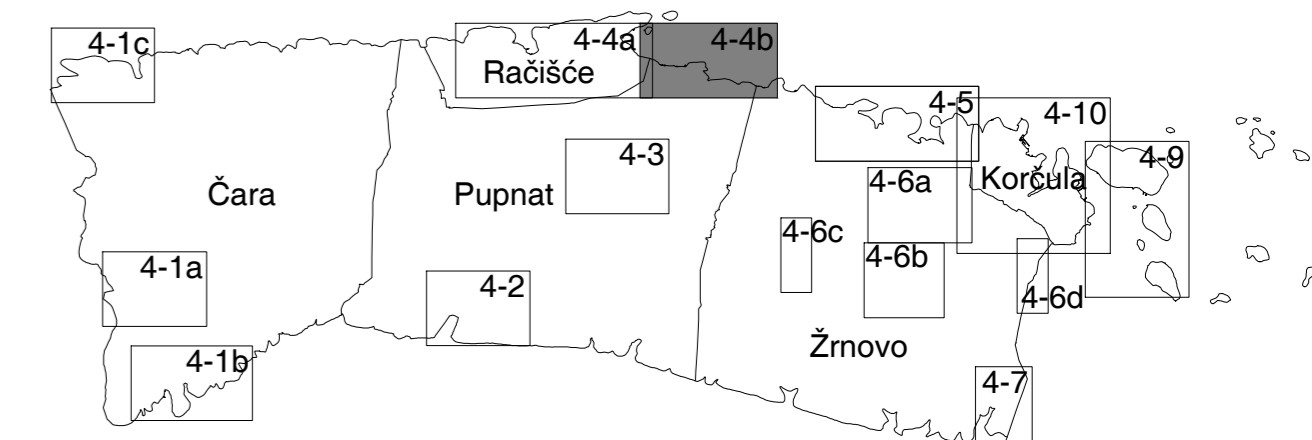 4-1c
4-4a
4-4b
Račišće
4-5
4-10
4-3
4-9
Čara
Pupnat
4-6a
Korčula
4-6c
4-1a
4-6b
4-2
4-6d
Žrnovo
4-1b
4-7